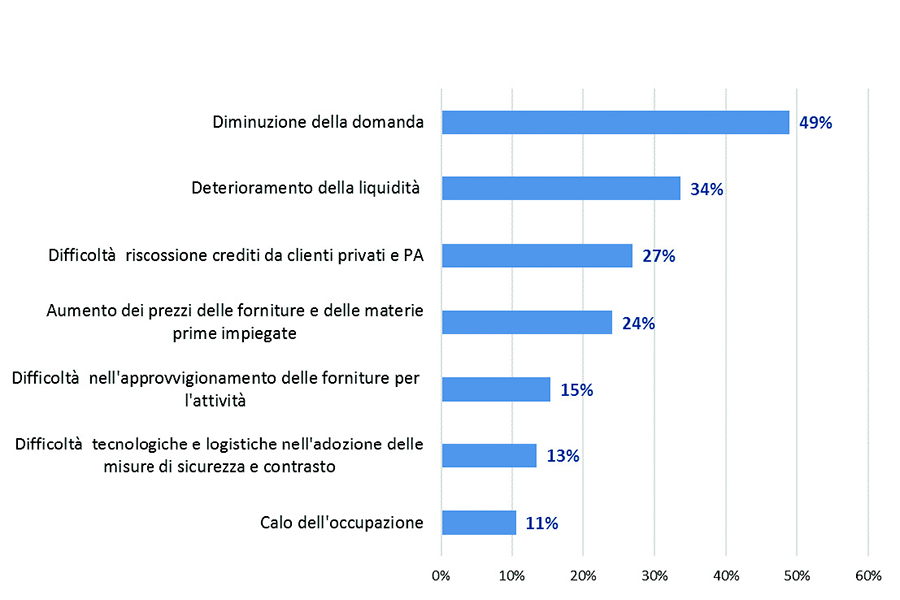 Diminuzione della domanda
49%
Deterioramento della liquidità
34%
Difficoltà riscossione crediti da clienti privati e PA
27%
Aumento dei prezzi delle forniture e delle materie
prime impiegate
24%
Difficoltà nell'approvvigionamento delle forniture per
l'attività
15%
Difficoltà tecnologiche e logistiche nell'adozione delle
misure di sicurezza e contrasto
13%
Calo dell'occupazione
11%
0% 10% 20% 30% 40% 50% 60%